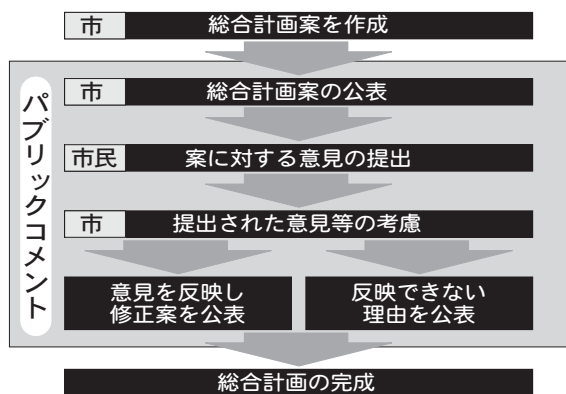 市 総合計画案を作成
パブリックコメント
市 総合計画案の公表
市民 案に対する意見の提出
市 提出された意見等の考慮
意見を反映し
修正案を公表
反映できない
理由を公表
総合計画の完成